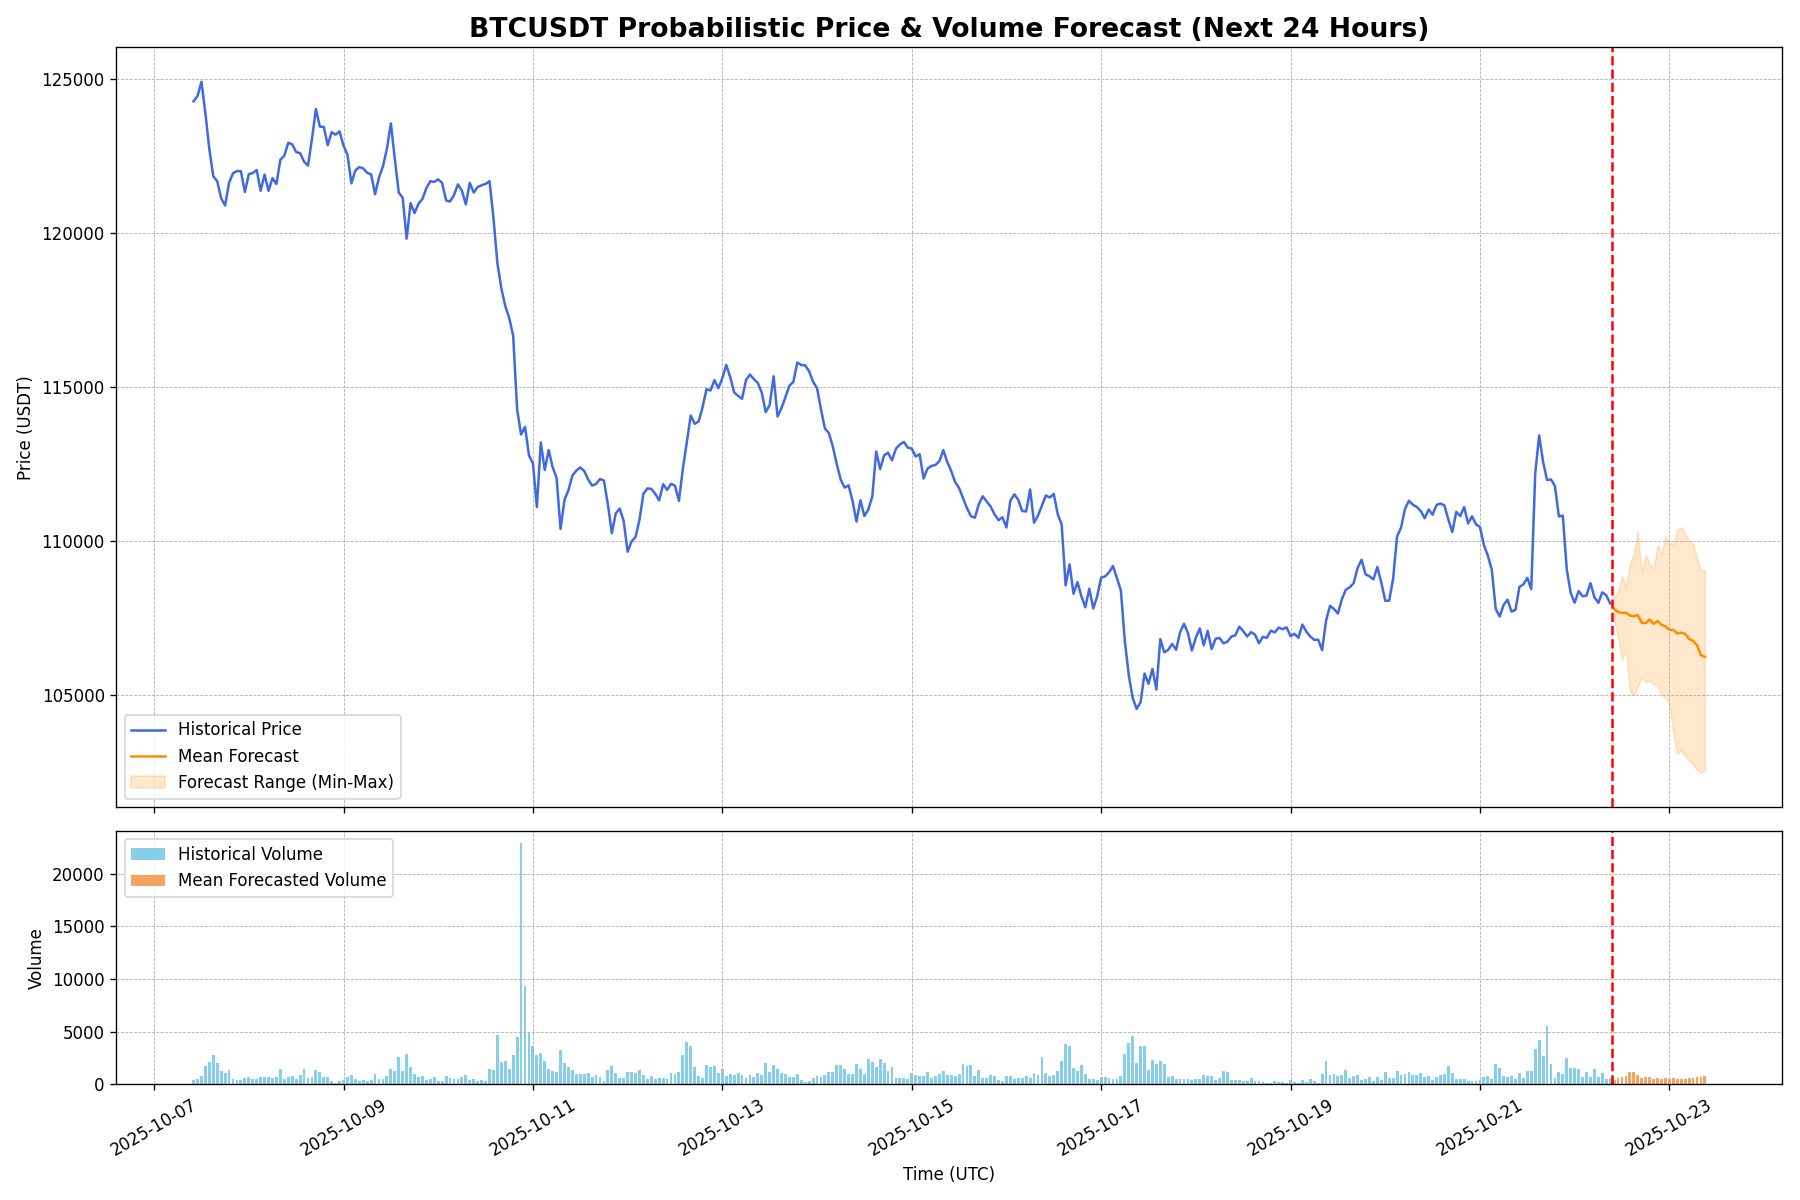 BTCUSDT Probabilistic Price & Volume Forecast (Next 24 Hours)
Price (USDT)
125000
120000
115000
110000
105000
Historical Price
Mean Forecast
Forecast Range (Min-Max)
Volume
20000
15000
10000
5000
0
Historical Volume
Mean Forecasted Volume
2025-10-07
2025-10-09
2025-10-11
2025-10-13
2025-10-15
2025-10-17
2025-10-19
2025-10-21
2025-10-23
Time (UTC)